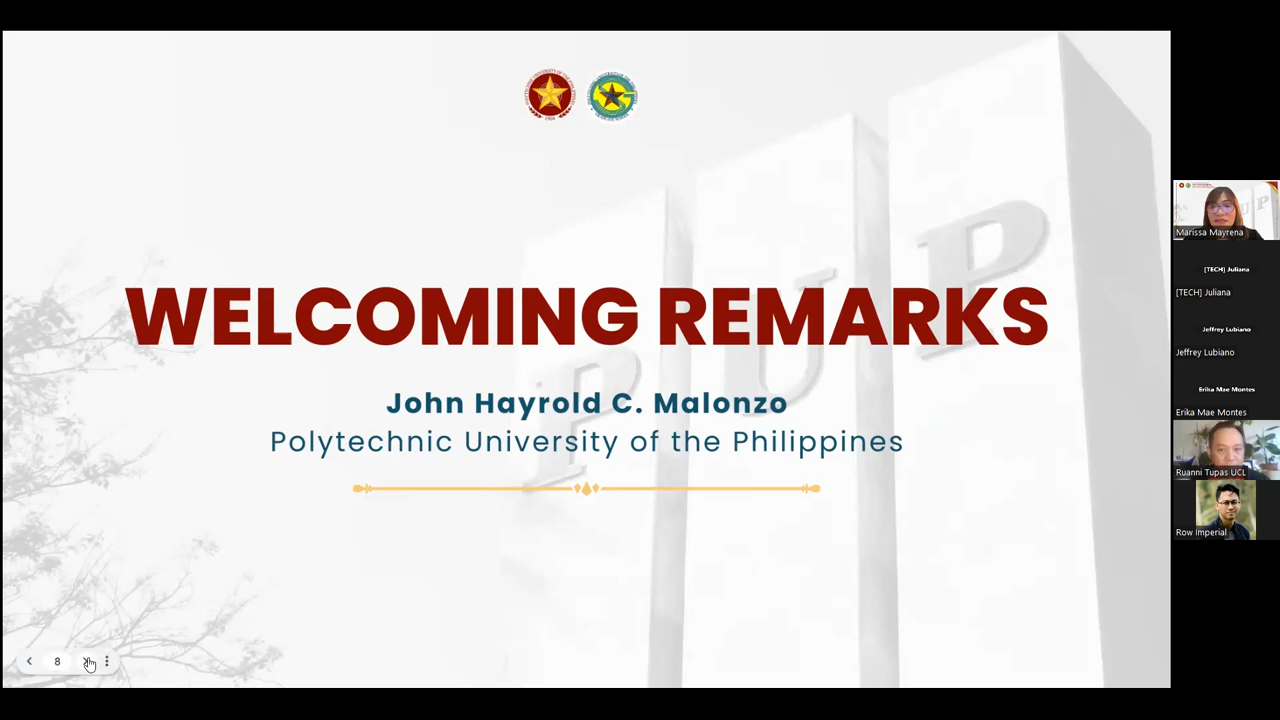 WELCOMING REMARKS
John Hayrold C. Malonzo
Polytechnic University of the Philippines
PUP
8
Marissa Mayrena
[TECH] Juliana
[TECH] Juliana
Jeffrey Lubiano
Jeffrey Lubiano
Erika Mae Montes
Erika Mae Montes
Ruanni Tupas UCL
Row Imperial